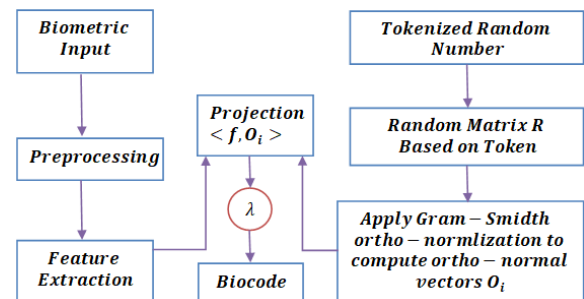 Biometric
Input
Preprocessing
Feature
Extraction
Projection
< f, O_i >
λ
Biocode
Tokenized Random
Number
Random Matrix R
Based on Token
Apply Gram − Smidth
ortho − normlization to
compute ortho − normal
vectors O_i